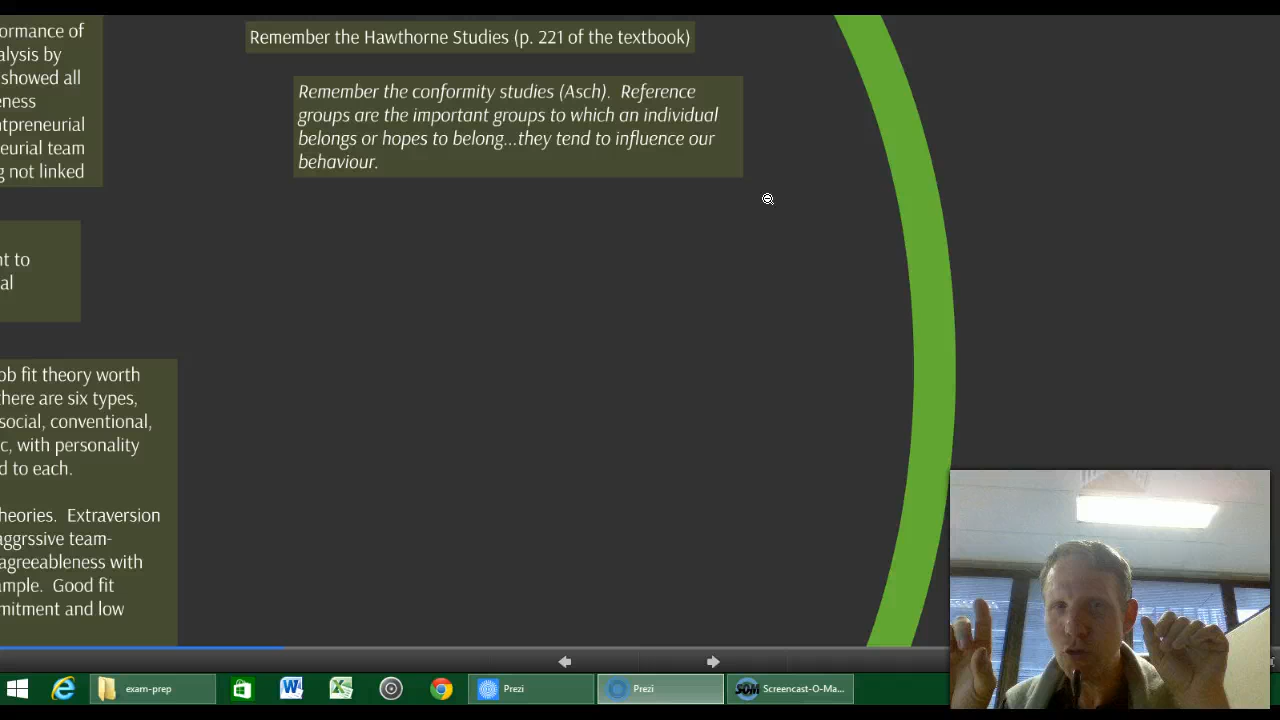 ormance of
alysis by
showed all
eness
ntpreneurial
eurial team
g not linked
Remember the Hawthorne Studies (p. 221 of the textbook)
Remember the conformity studies (Asch).  Reference
groups are the important groups to which an individual
belongs or hopes to belong...they tend to influence our
behaviour.
nt to
al
ob fit theory worth
there are six types,
social, conventional,
c, with personality
d to each.
heories.  Extraversion
aggrssive team-
agreeableness with
ample.  Good fit
mitment and low
exam-prep
Prezi
Prezi
Screencast-O-Ma...